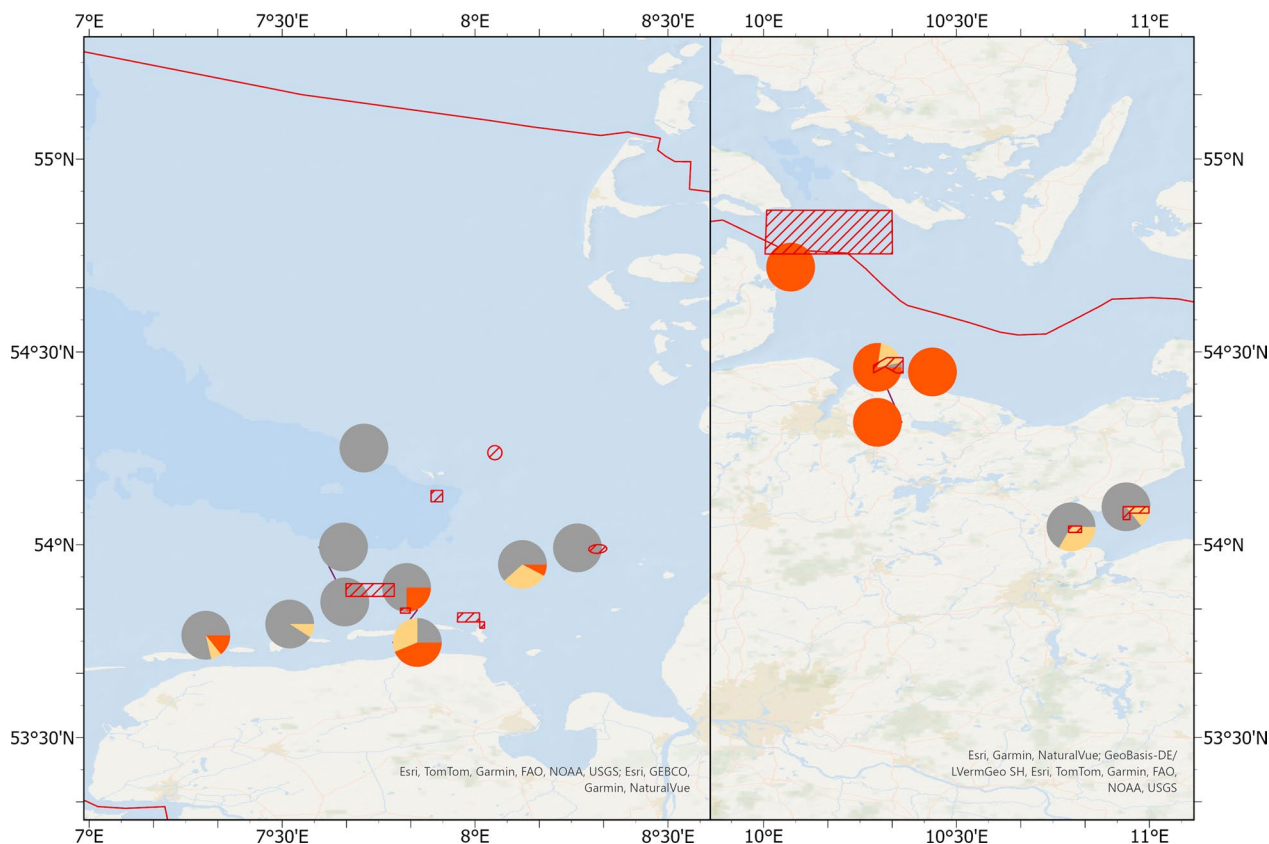 7°E 7°30'E 8°E 8°30'E 10°E 10°30'E 11°E
55°N 55°N
54°30'N 54°30'N
54°N 54°N
53°30'N 53°30'N
Esri, TomTom, Garmin, FAO, NOAA, USGS; Esri, GEBCO,
Garmin, NaturalVue
Esri, Garmin, NaturalVue; GeoBasis-DE/
LVermGeo SH, Esri, TomTom, Garmin, FAO,
NOAA, USGS
7°E 7°30'E 8°E 8°30'E 10°E 10°30'E 11°E